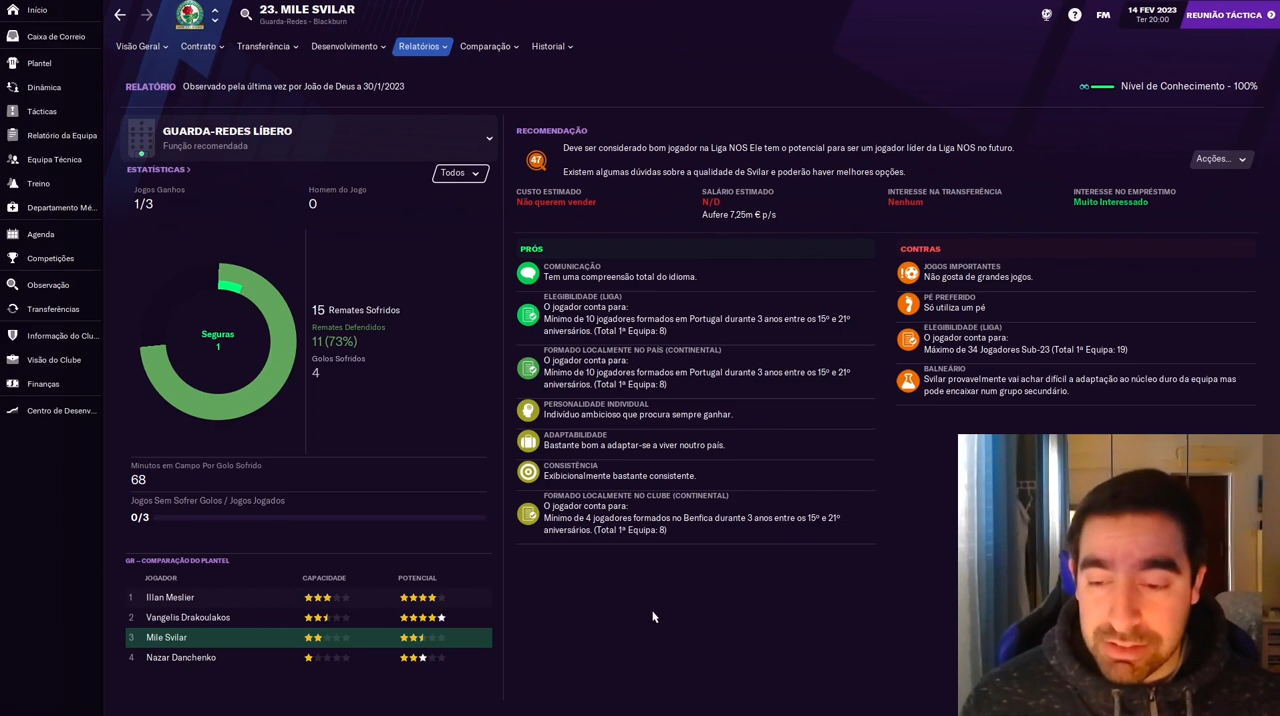 Início
Caixa de Correio
Plantel
Dinâmica
Tácticas
Relatório da Equipa
Equipa Técnica
Treino
Departamento Mé...
Agenda
Competições
Observação
Transferências
Informação do Clu...
Visão do Clube
Finanças
Centro de Desenv...
23. MILE SVILAR
Guarda-Redes - Blackburn
FM
14 FEV 2023
Ter 20:00
REUNIÃO TÁCTICA
Visão Geral
Contrato
Transferência
Desenvolvimento
Relatórios
Comparação
Historial
RELATÓRIO Observado pela última vez por João de Deus a 30/1/2023
Nível de Conhecimento - 100%
GUARDA-REDES LÍBERO
Função recomendada
ESTATÍSTICAS >
Todos
Jogos Ganhos
1/3
Homem do Jogo
0
Seguras
1
15 Remates Sofridos
Remates Defendidos
11 (73%)
Golos Sofridos
4
Minutos em Campo Por Golo Sofrido
68
Jogos Sem Sofrer Golos / Jogos Jogados
0/3
GR – COMPARAÇÃO DO PLANTEL
JOGADOR CAPACIDADE POTENCIAL
1 Illan Meslier
2 Vangelis Drakoulakos
3 Mile Svilar
4 Nazar Danchenko
RECOMENDAÇÃO
47
Deve ser considerado bom jogador na Liga NOS Ele tem o potencial para ser um jogador líder da Liga NOS no futuro.
Existem algumas dúvidas sobre a qualidade de Svilar e poderão haver melhores opções.
Acções...
CUSTO ESTIMADO
Não querem vender
SALÁRIO ESTIMADO
N/D
Aufere 7,25m € p/s
INTERESSE NA TRANSFERÊNCIA
Nenhum
INTERESSE NO EMPRÉSTIMO
Muito Interessado
PRÓS
COMUNICAÇÃO
Tem uma compreensão total do idioma.
ELEGIBILIDADE (LIGA)
O jogador conta para:
Mínimo de 10 jogadores formados em Portugal durante 3 anos entre os 15º e 21º
aniversários. (Total 1ª Equipa: 8)
FORMADO LOCALMENTE NO PAÍS (CONTINENTAL)
O jogador conta para:
Mínimo de 10 jogadores formados em Portugal durante 3 anos entre os 15º e 21º
aniversários. (Total 1ª Equipa: 8)
PERSONALIDADE INDIVIDUAL
Indivíduo ambicioso que procura sempre ganhar.
ADAPTABILIDADE
Bastante bom a adaptar-se a viver noutro país.
CONSISTÊNCIA
Exibicionalmente bastante consistente.
FORMADO LOCALMENTE NO CLUBE (CONTINENTAL)
O jogador conta para:
Mínimo de 4 jogadores formados no Benfica durante 3 anos entre os 15º e 21º
aniversários. (Total 1ª Equipa: 8)
CONTRAS
JOGOS IMPORTANTES
Não gosta de grandes jogos.
PÉ PREFERIDO
Só utiliza um pé
ELEGIBILIDADE (LIGA)
O jogador conta para:
Máximo de 34 Jogadores Sub-23 (Total 1ª Equipa: 19)
BALNEÁRIO
Svilar provavelmente vai achar difícil a adaptação ao núcleo duro da equipa mas
pode encaixar num grupo secundário.